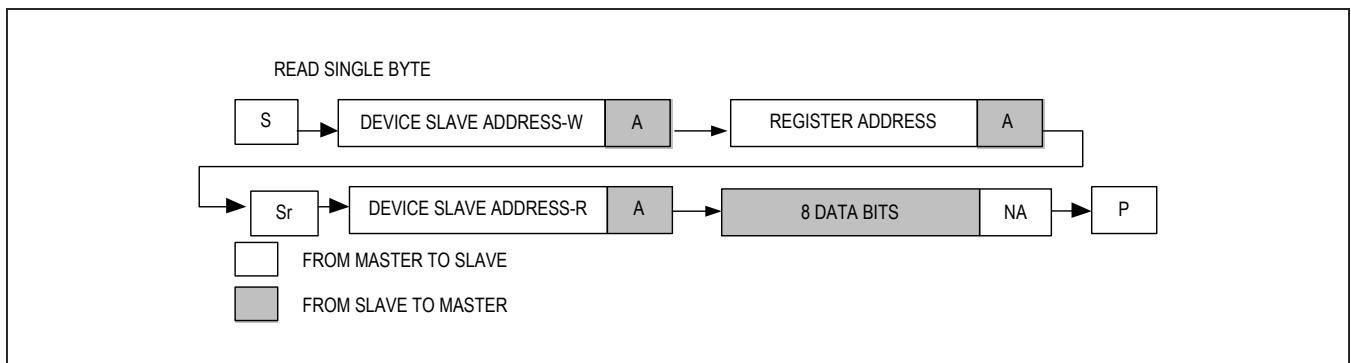 READ SINGLE BYTE
S DEVICE SLAVE ADDRESS-W A REGISTER ADDRESS A
Sr DEVICE SLAVE ADDRESS-R A 8 DATA BITS NA P
FROM MASTER TO SLAVE
FROM SLAVE TO MASTER